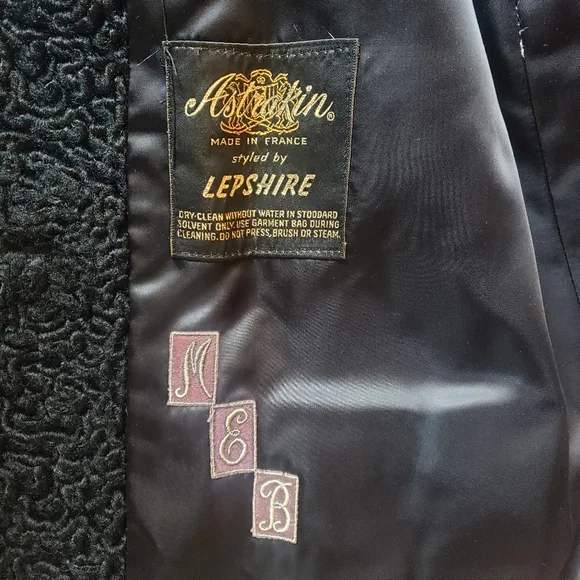 Astrakin®
MADE IN FRANCE
styled by
LEPSHIRE
DRY-CLEAN WITHOUT WATER IN STODDARD
SOLVENT ONLY. USE GARMENT BAG DURING
CLEANING. DO NOT PRESS, BRUSH OR STEAM.
M
E
B